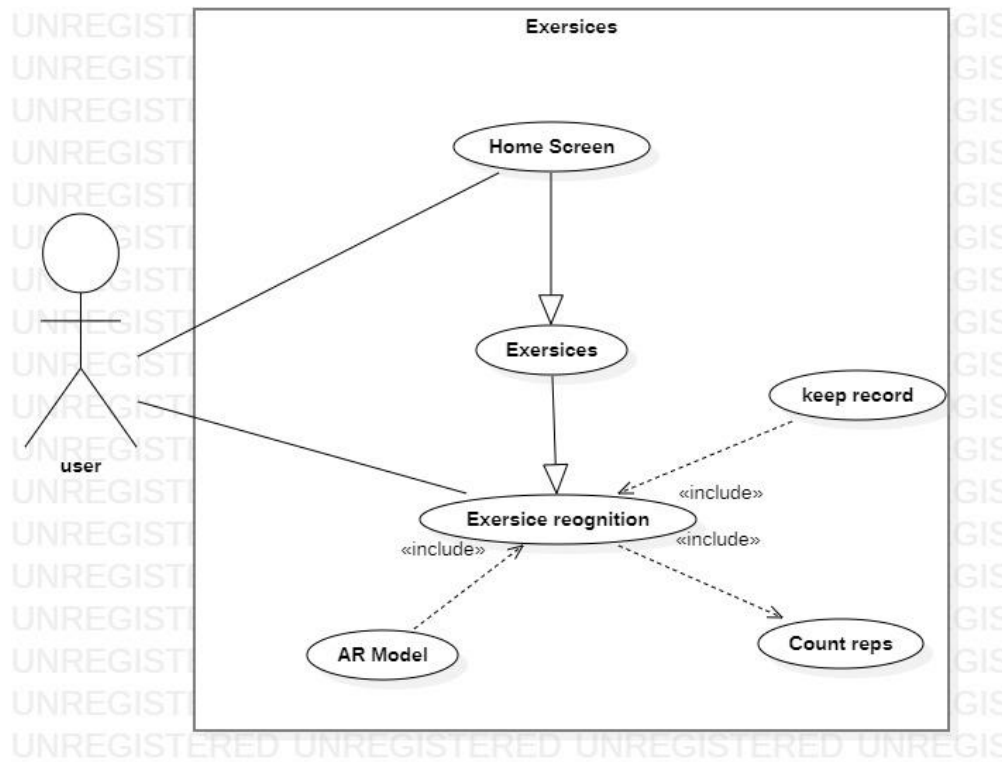 Exersices
Home Screen
Exersices
keep record
user
«include»
Exersice reognition
«include»
«include»
AR Model
Count reps
UNREGISTERED UNREGISTERED UNREGISTERED UNREGIS